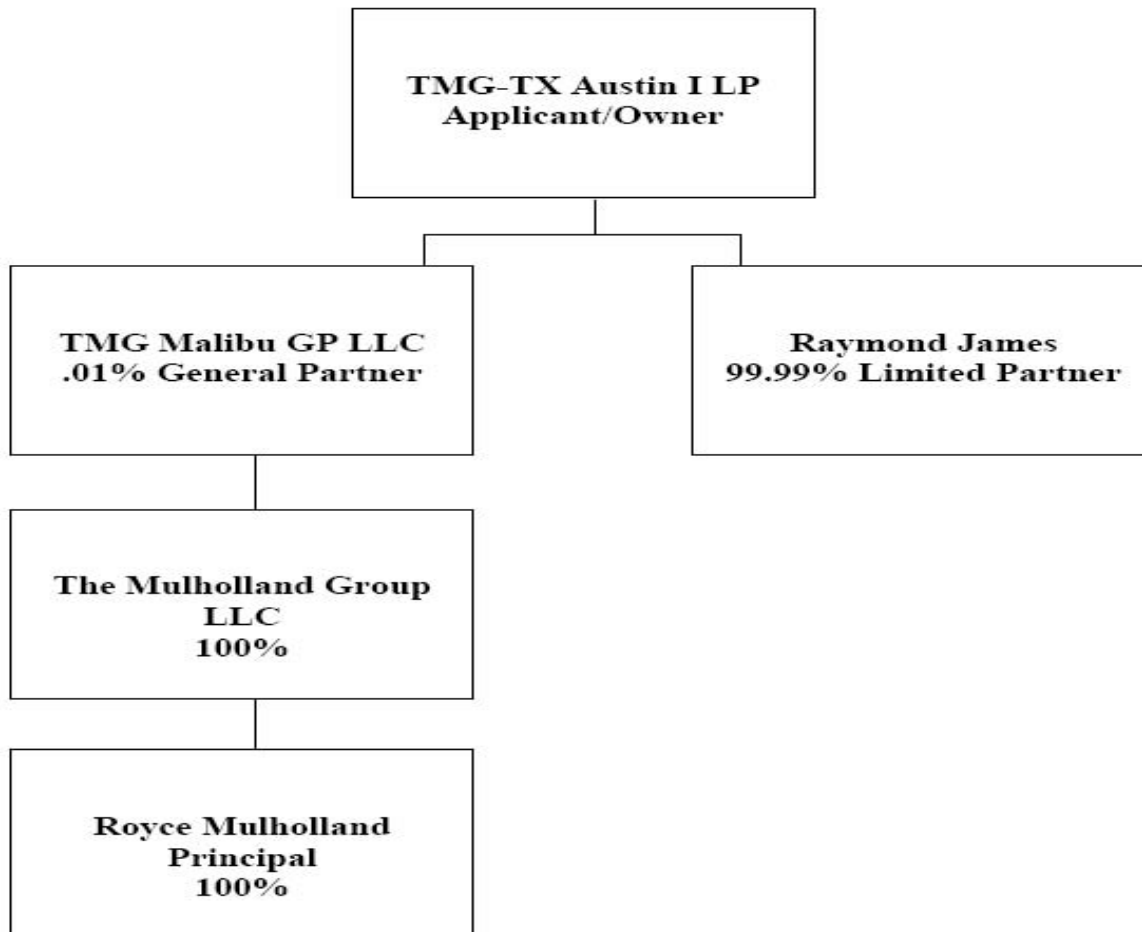 TMG-TX Austin I LP
Applicant/Owner
TMG Malibu GP LLC
.01% General Partner
Raymond James
99.99% Limited Partner
The Mulholland Group
LLC
100%
Royce Mulholland
Principal
100%